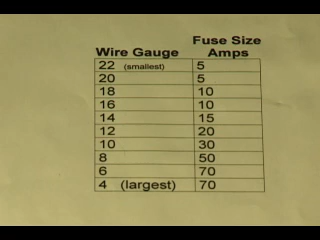 Fuse Size
Wire Gauge Amps
22 (smallest) 5
20 5
18 10
16 10
14 15
12 20
10 30
8 50
6 70
4 (largest) 70